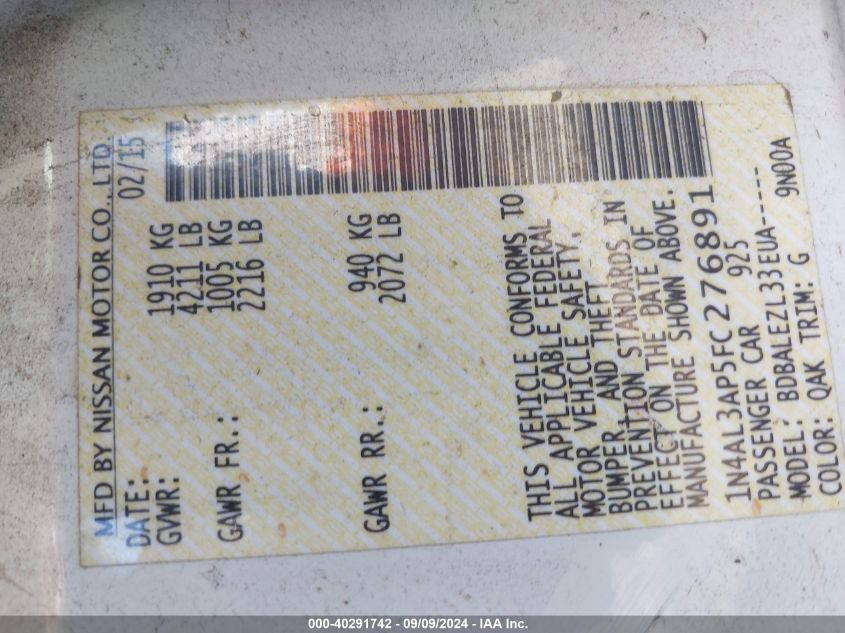 MFD BY NISSAN MOTOR CO., LTD.
DATE: 02/15
GVWR: 1910 KG
4211 LB
GAWR FR.: 1005 KG
2216 LB
GAWR RR.: 940 KG
2072 LB
THIS VEHICLE CONFORMS TO
ALL APPLICABLE FEDERAL
MOTOR VEHICLE SAFETY,
BUMPER, AND THEFT
PREVENTION STANDARDS IN
EFFECT ON THE DATE OF
MANUFACTURE SHOWN ABOVE.
1N4AL3AP5FC276891
PASSENGER CAR 925
MODEL: BDBALEZL33EUA-----
COLOR: QAK TRIM: G 9N00A
000-40291742 - 09/09/2024 - IAA Inc.